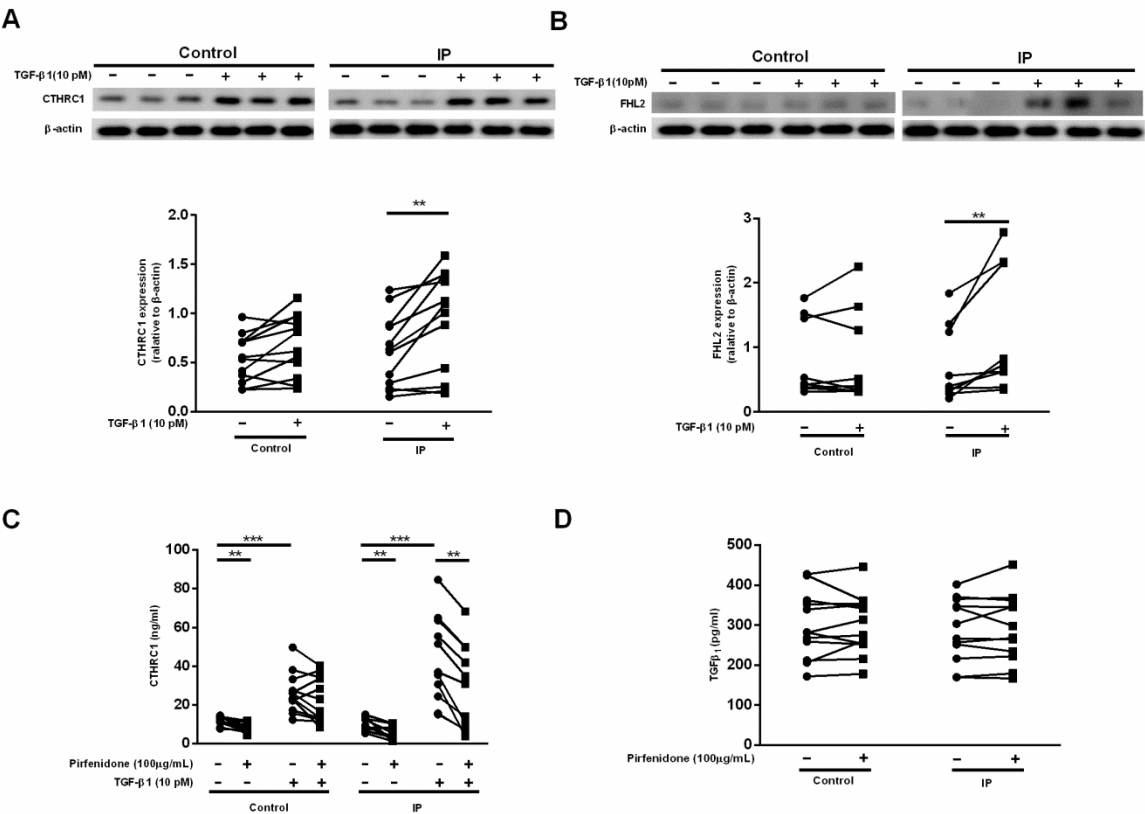 A
Control IP
TGF-β1(10 pM) − − − + + + − − − + + +
CTHRC1
β-actin
**
CTHRC1 expression
(ralative to β-actin)
2.0
1.5
1.0
0.5
0.0
TGF-β1 (10 pM) − + − +
Control IP
B
Control IP
TGF-β1(10pM) − − − + + + − − − + + +
FHL2
β-actin
**
FHL2 expression
(ralative to β-actin)
3
2
1
0
TGF-β1 (10 pM) − + − +
Control IP
C
*** ***
** ** **
CTHRC1 (ng/ml)
100
80
60
40
20
0
Pirfenidone (100μg/mL) − + − + − + − +
TGF-β1 (10 pM) − − + + − − + +
Control IP
D
TGFβ1 (pg/ml)
500
400
300
200
100
0
Pirfenidone (100μg/mL) − + − +
Control IP